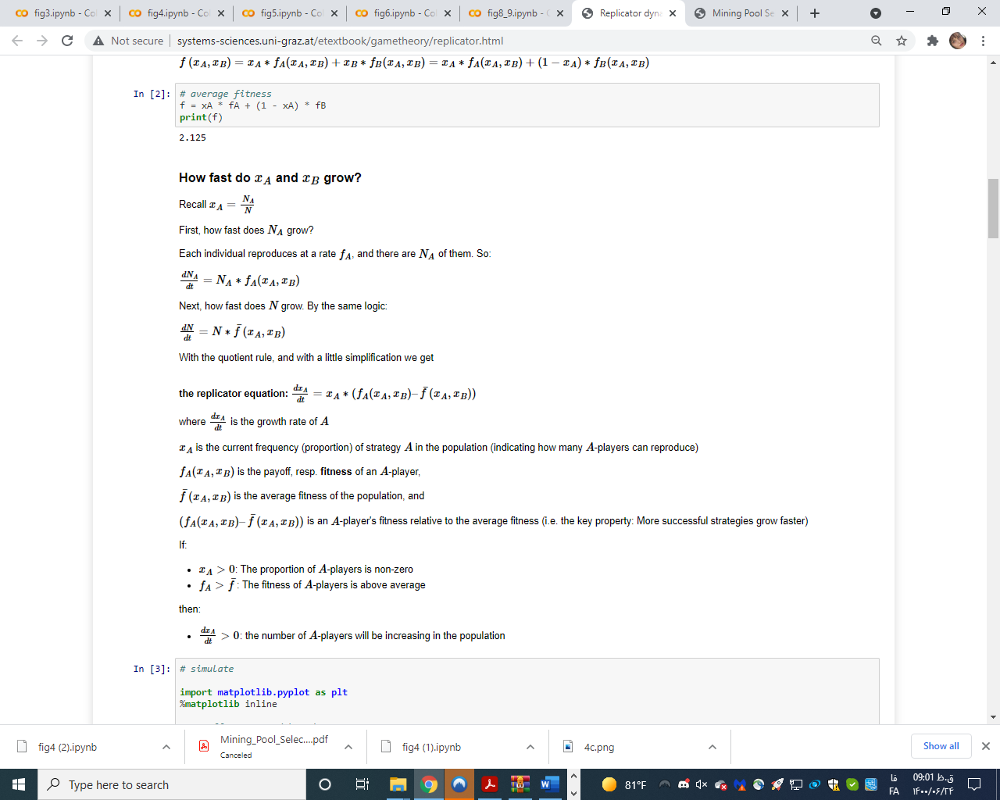 fig3.ipynb - Co
fig4.ipynb - Co
fig5.ipynb - Co
fig6.ipynb - Co
fig8_9.ipynb - C
Replicator dyna
Mining Pool Se
Not secure
systems-sciences.uni-graz.at/etextbook/gametheory/replicator.html
f (x_A, x_B) = x_A * f_A(x_A, x_B) + x_B * f_B(x_A, x_B) = x_A * f_A(x_A, x_B) + (1 − x_A) * f_B(x_A, x_B)
In [2]:
# average fitness
f = xA * fA + (1 - xA) * fB
print(f)
2.125
How fast do x_A and x_B grow?
Recall x_A = N_A/N
First, how fast does N_A grow?
Each individual reproduces at a rate f_A, and there are N_A of them. So:
dN_A/dt = N_A * f_A(x_A, x_B)
Next, how fast does N grow. By the same logic:
dN/dt = N * f̄ (x_A, x_B)
With the quotient rule, and with a little simplification we get
the replicator equation: dx_A/dt = x_A * (f_A(x_A, x_B)– f̄ (x_A, x_B))
where dx_A/dt is the growth rate of A
x_A is the current frequency (proportion) of strategy A in the population (indicating how many A-players can reproduce)
f_A(x_A, x_B) is the payoff, resp. fitness of an A-player,
f̄ (x_A, x_B) is the average fitness of the population, and
(f_A(x_A, x_B)– f̄ (x_A, x_B)) is an A-player's fitness relative to the average fitness (i.e. the key property: More successful strategies grow faster)
If:
• x_A > 0: The proportion of A-players is non-zero
• f_A > f̄ : The fitness of A-players is above average
then:
• dx_A/dt > 0: the number of A-players will be increasing in the population
In [3]:
# simulate
import matplotlib.pyplot as plt
%matplotlib inline
fig4 (2).ipynb
Mining_Pool_Selec....pdf
Canceled
fig4 (1).ipynb
4c.png
Show all
Type here to search
81°F
فا
FA
09:01 ق.ظ
۱۴۰۰/۰۶/۲۴